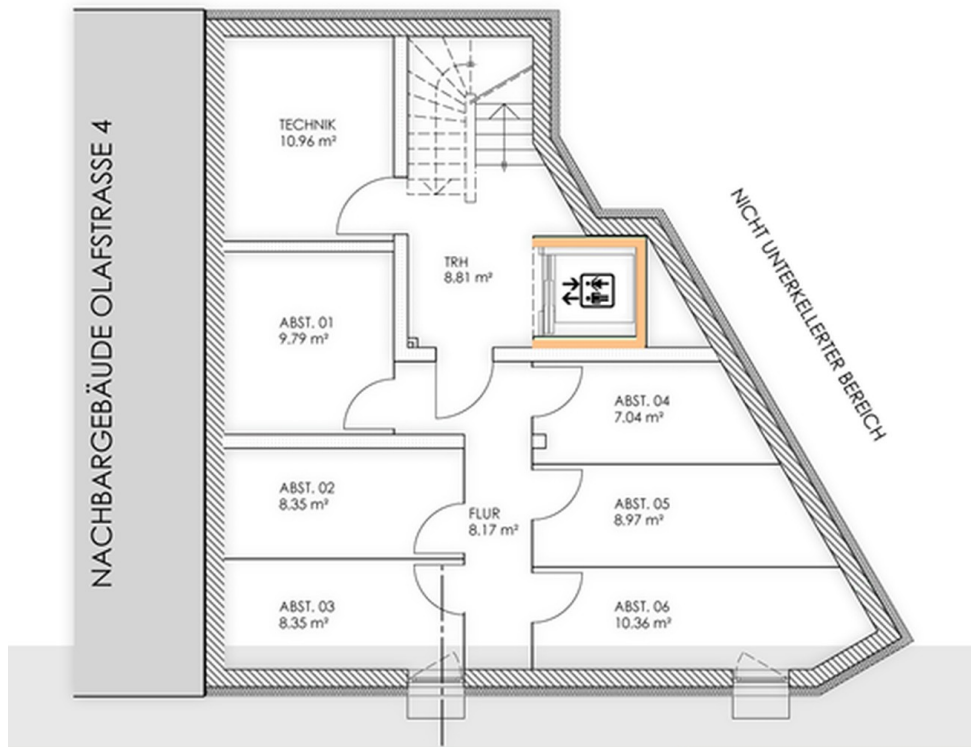 NACHBARGEBÄUDE OLAFSTRASSE 4
TECHNIK
10.96 m²
TRH
8.81 m²
NICHT UNTERKELLERTER BEREICH
ABST. 01
9.79 m²
ABST. 04
7.04 m²
ABST. 02
8.35 m²
FLUR
8.17 m²
ABST. 05
8.97 m²
ABST. 03
8.35 m²
ABST. 06
10.36 m²